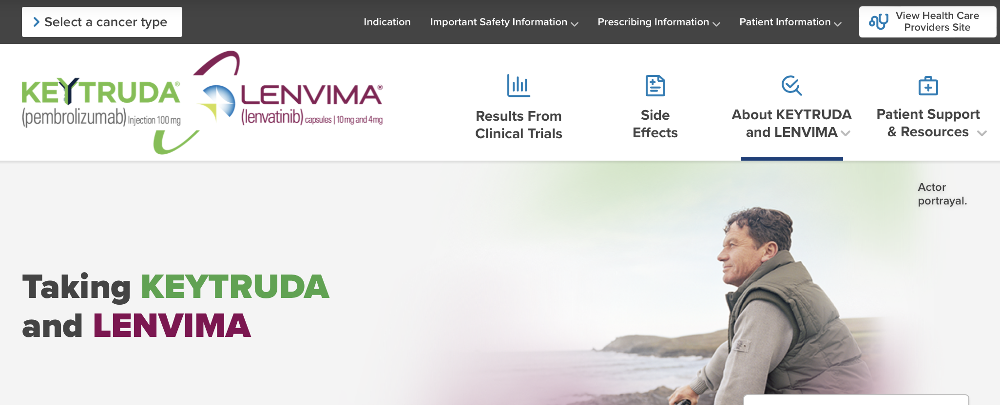 Select a cancer type
Indication
Important Safety Information
Prescribing Information
Patient Information
View Health Care
Providers Site
KEYTRUDA®
(pembrolizumab) Injection 100 mg
LENVIMA®
(lenvatinib) capsules | 10 mg and 4 mg
Results From
Clinical Trials
Side
Effects
About KEYTRUDA
and LENVIMA
Patient Support
& Resources
Actor
portrayal.
Taking KEYTRUDA
and LENVIMA